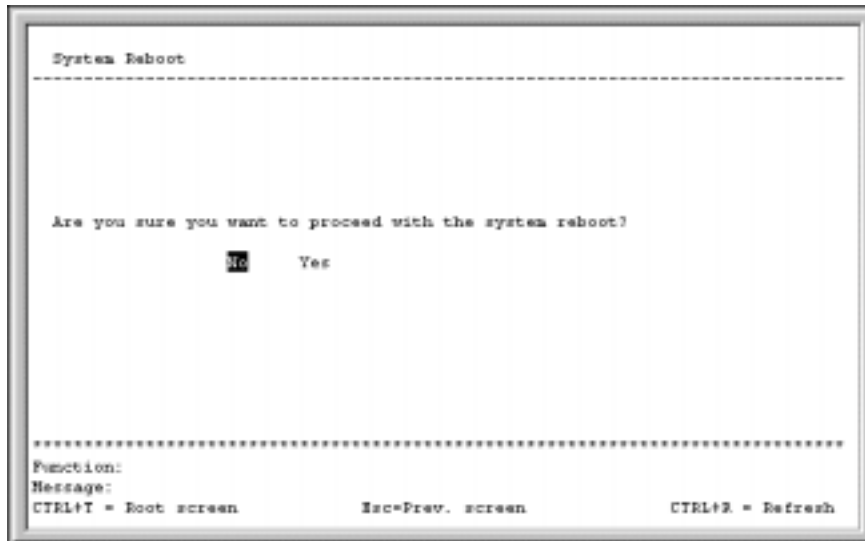 System Reboot
Are you sure you want to proceed with the system reboot?
No Yes
Function:
Message:
CTRL+T = Root screen Esc=Prev. screen CTRL+R = Refresh